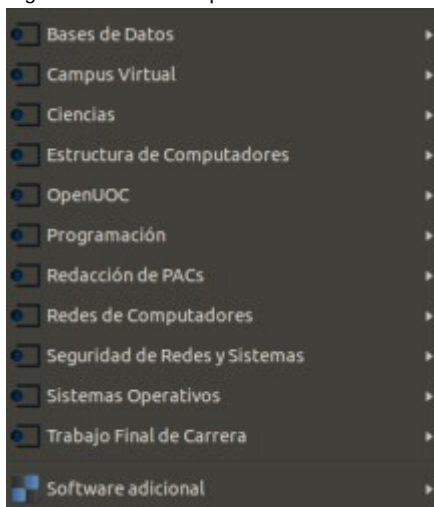 Bases de Datos
Campus Virtual
Ciencias
Estructura de Computadores
OpenUOC
Programación
Redacción de PACs
Redes de Computadores
Seguridad de Redes y Sistemas
Sistemas Operativos
Trabajo Final de Carrera
Software adicional